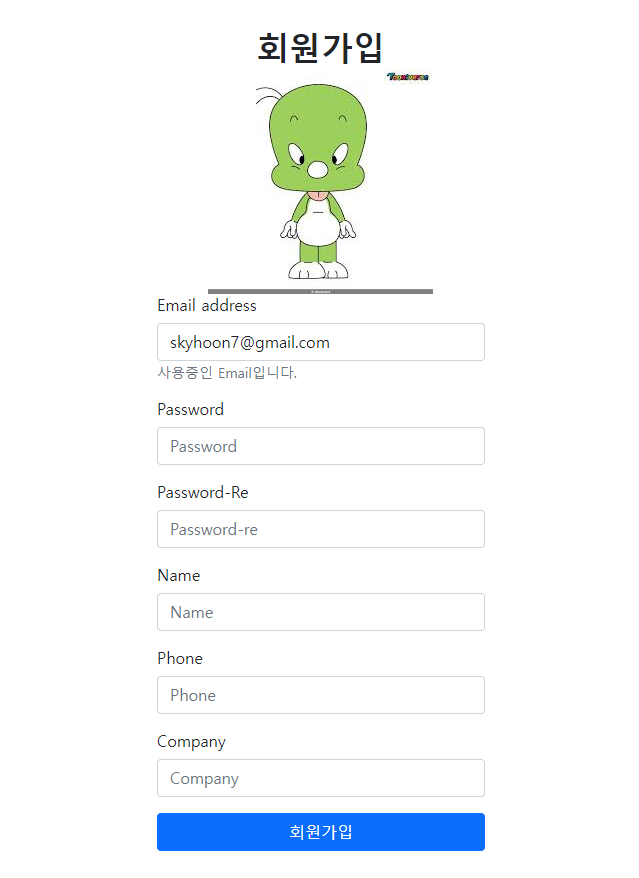 회원가입
Tooniverse
Email address
skyhoon7@gmail.com
사용중인 Email입니다.
Password
Password
Password-Re
Password-re
Name
Name
Phone
Phone
Company
Company
회원가입